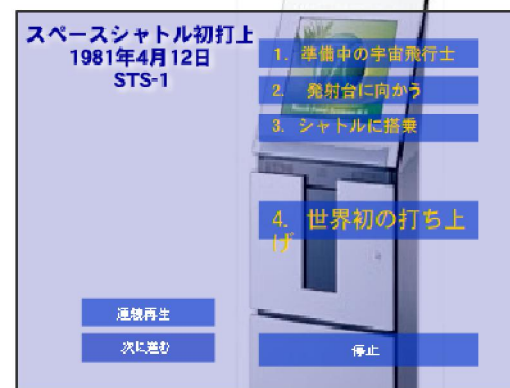 スペースシャトル初打上
1981年4月12日
STS-1
1. 準備中の宇宙飛行士
2. 発射台に向かう
3. シャトルに搭乗
4. 世界初の打ち上
げ
連続再生
次に進む
停止